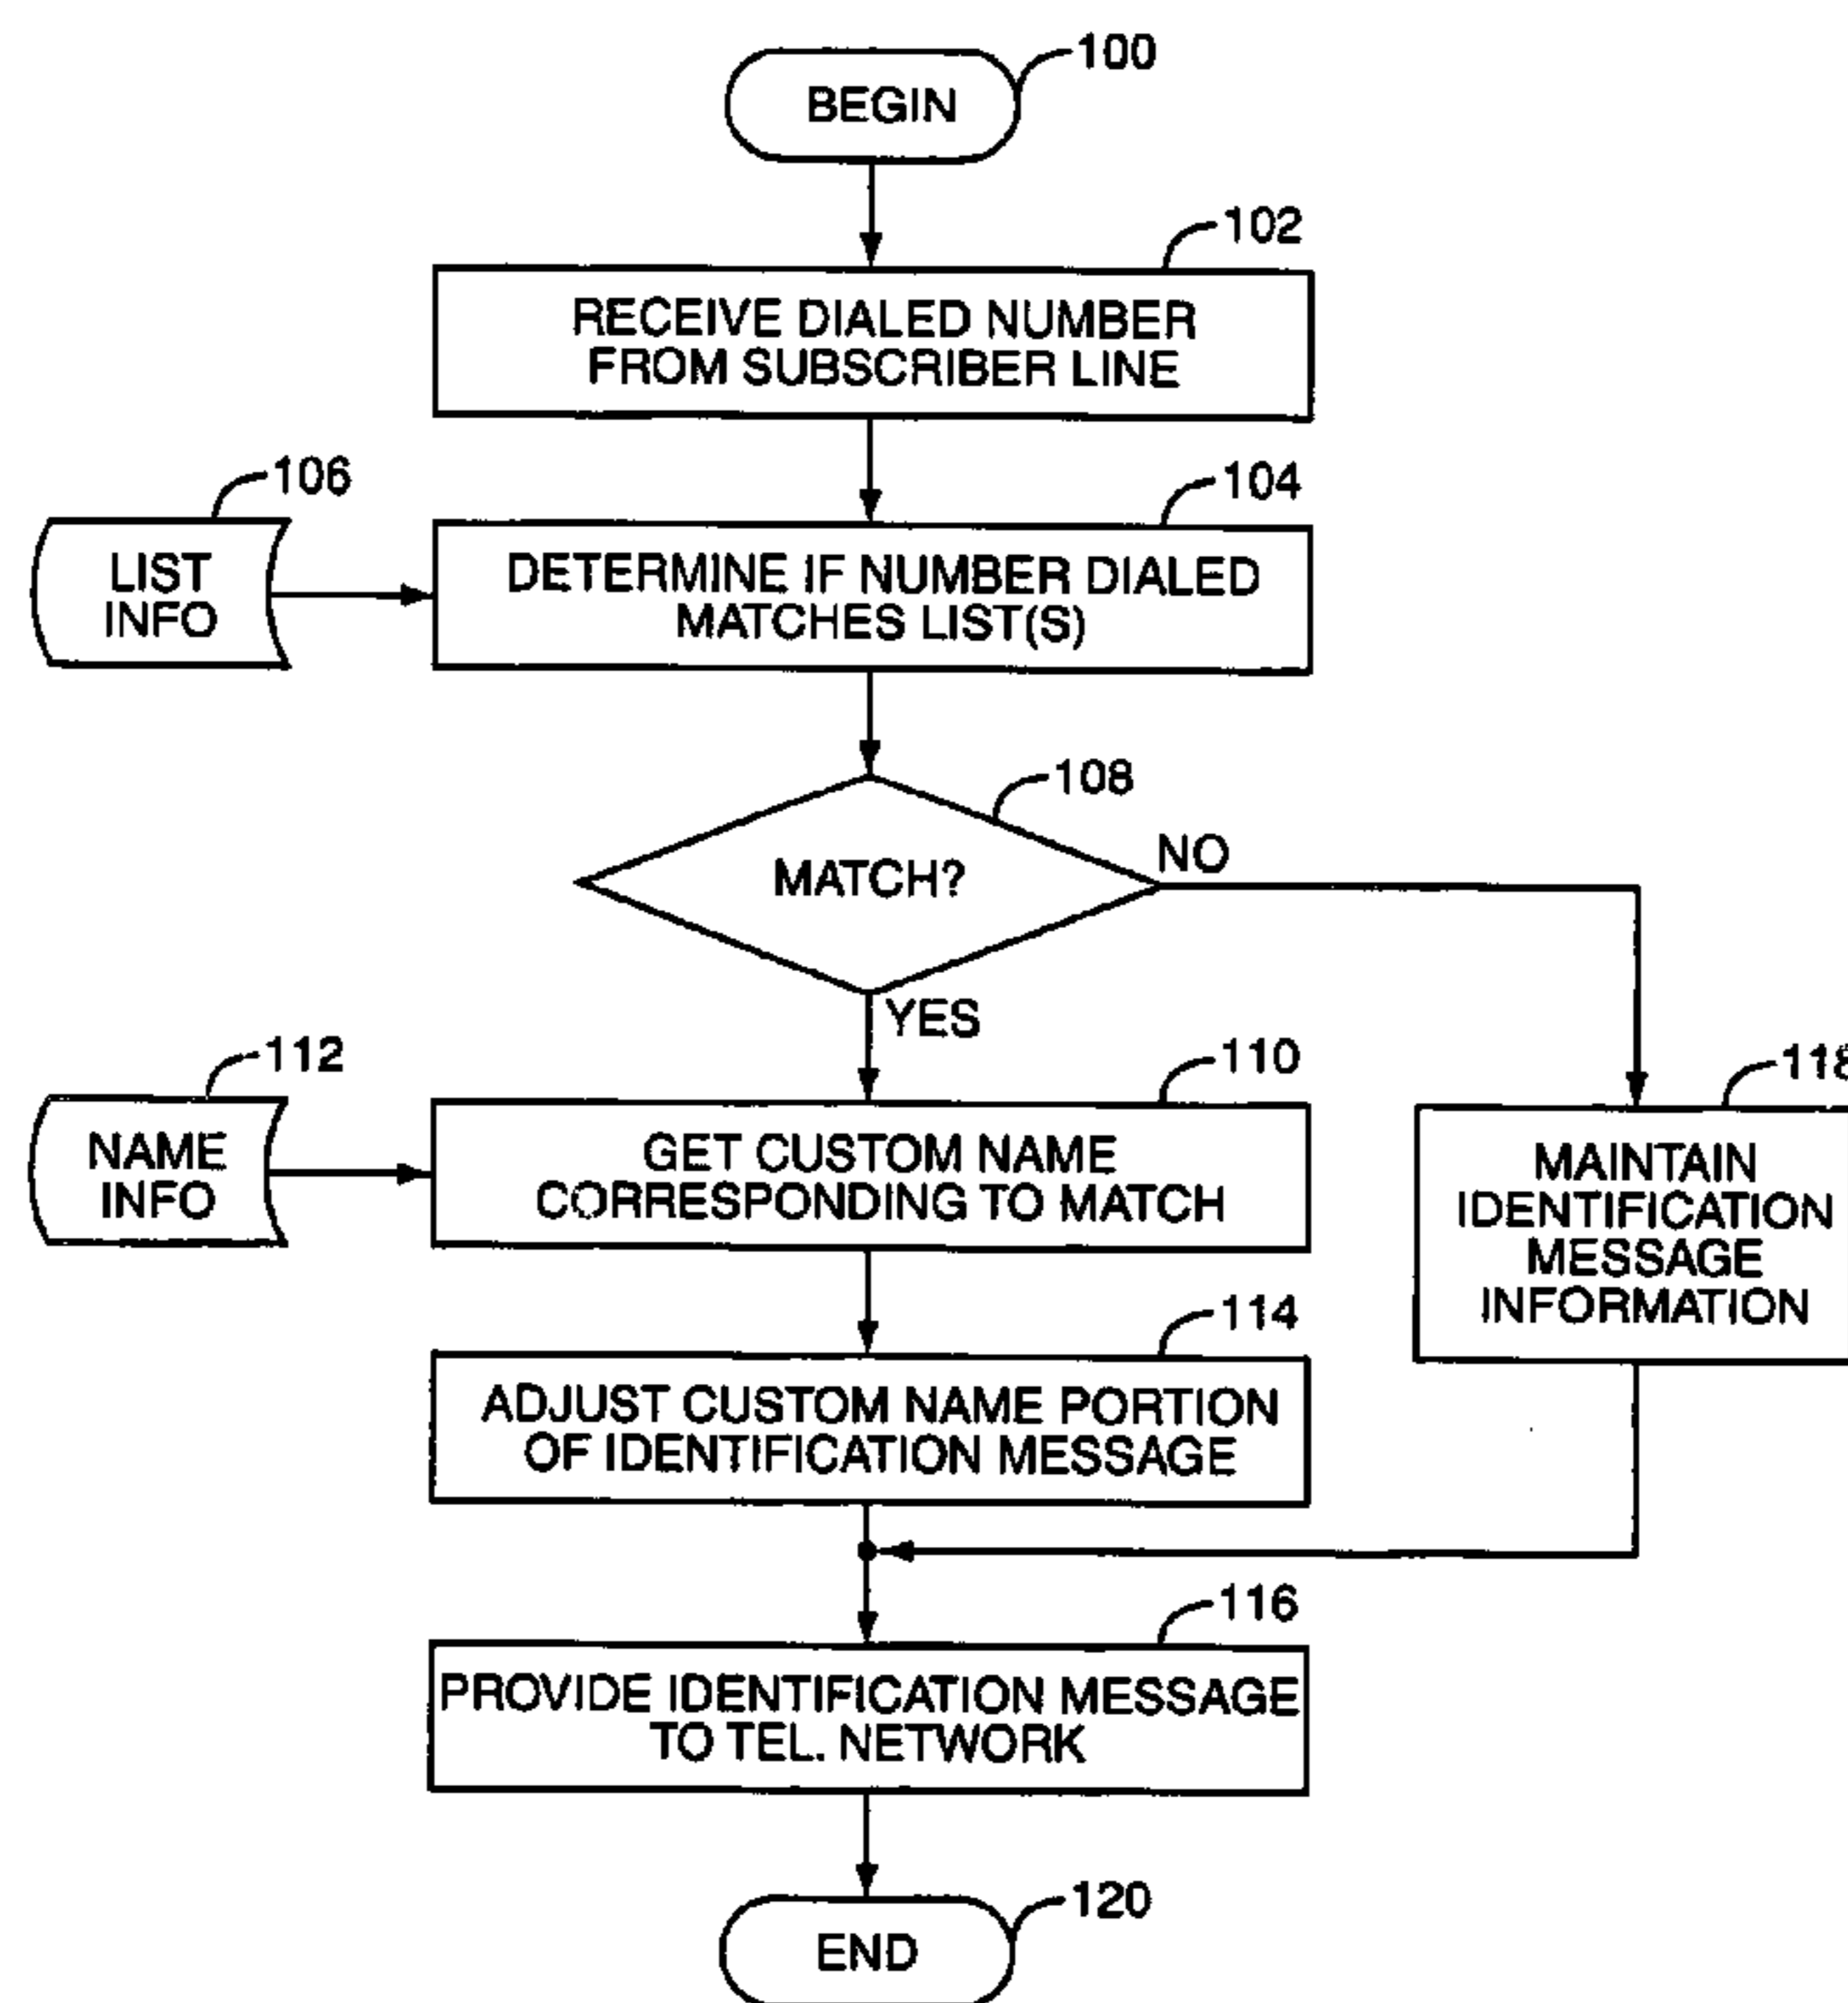 100
BEGIN
102
RECEIVE DIALED NUMBER
FROM SUBSCRIBER LINE
106
LIST
INFO
104
DETERMINE IF NUMBER DIALED
MATCHES LIST(S)
108
MATCH?
NO
YES
112
NAME
INFO
110
GET CUSTOM NAME
CORRESPONDING TO MATCH
118
MAINTAIN
IDENTIFICATION
MESSAGE
INFORMATION
114
ADJUST CUSTOM NAME PORTION
OF IDENTIFICATION MESSAGE
116
PROVIDE IDENTIFICATION MESSAGE
TO TEL. NETWORK
120
END